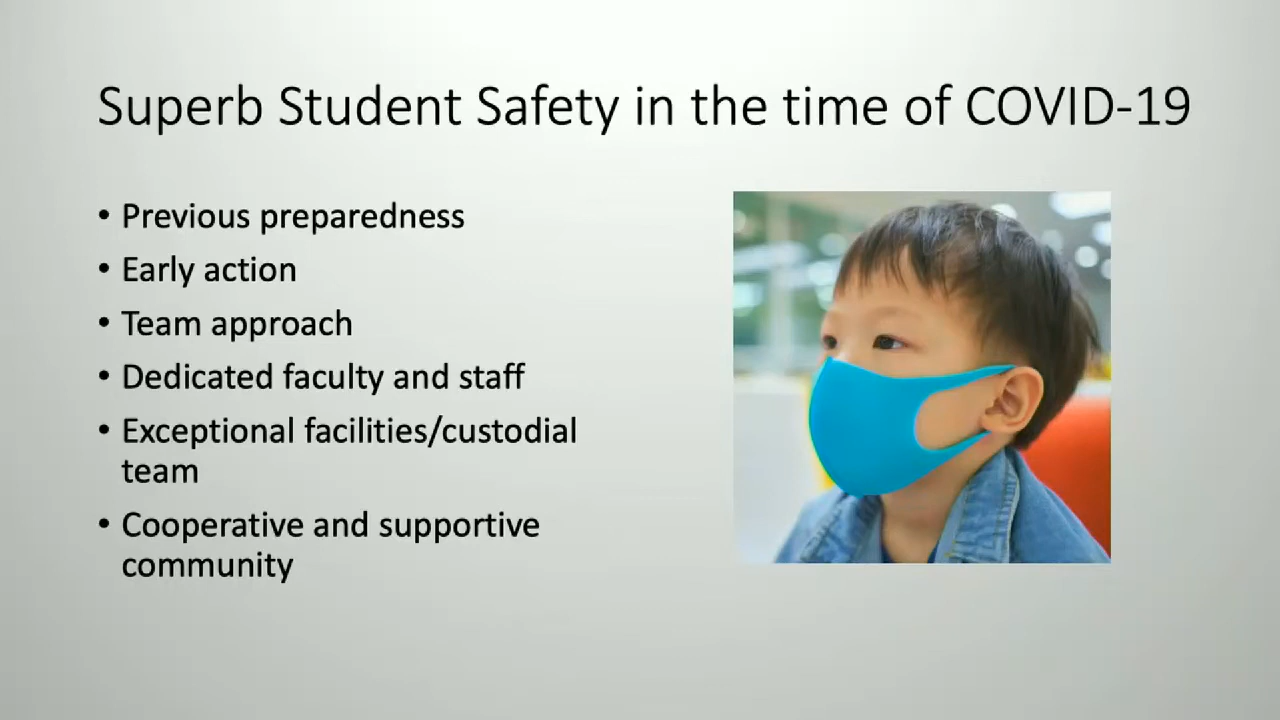 Superb Student Safety in the time of COVID-19
• Previous preparedness
• Early action
• Team approach
• Dedicated faculty and staff
• Exceptional facilities/custodial
team
• Cooperative and supportive
community